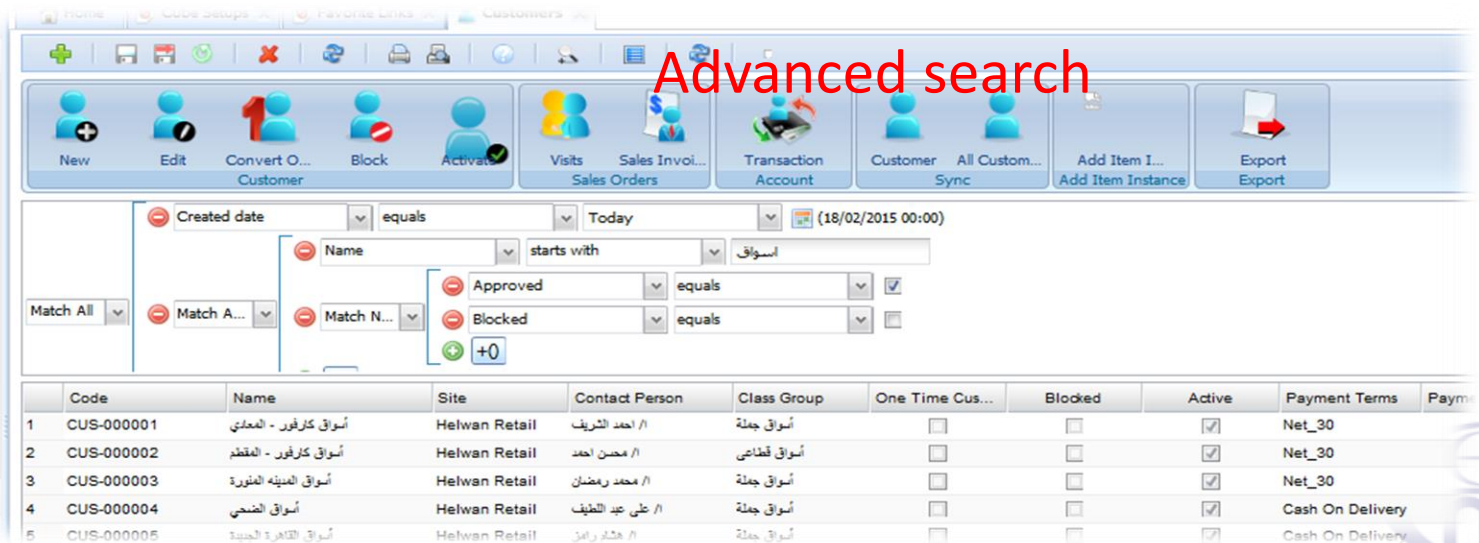 Home Cube Setups Favorite Links Customers
Advanced search
New Edit Convert O... Block Activate Visits Sales Invoi... Transaction Customer All Custom... Add Item I... Export
Customer Sales Orders Account Sync Add Item Instance Export
Created date equals Today (18/02/2015 00:00)
Name starts with اسواق
Approved equals
Match All Match A... Match N... Blocked equals
+()
Code Name Site Contact Person Class Group One Time Cus... Blocked Active Payment Terms
1 CUS-000001 أسواق كارفور - المعادي Helwan Retail ا/ احمد الشريف أسواق جملة Net_30
2 CUS-000002 أسواق كارفور - المقطم Helwan Retail ا/ محسن احمد أسواق قطاعى Net_30
3 CUS-000003 أسواق المدينه المنورة Helwan Retail ا/ محمد رمضان أسواق جملة Net_30
4 CUS-000004 أسواق الضحي Helwan Retail ا/ على عبد اللطيف أسواق جملة Cash On Delivery
5 CUS-000005 أسواق القاهرة الجديدة Helwan Retail ا/ هشام رامز أسواق جملة Cash On Delivery